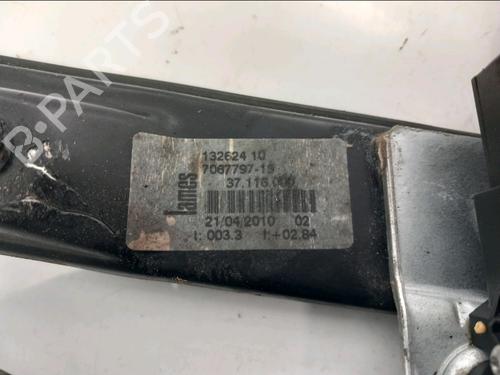 132624 10
7067797-15
37.116.000
lames
21/04/2010 02
I: 003.3 f:+02.84
B-PARTS